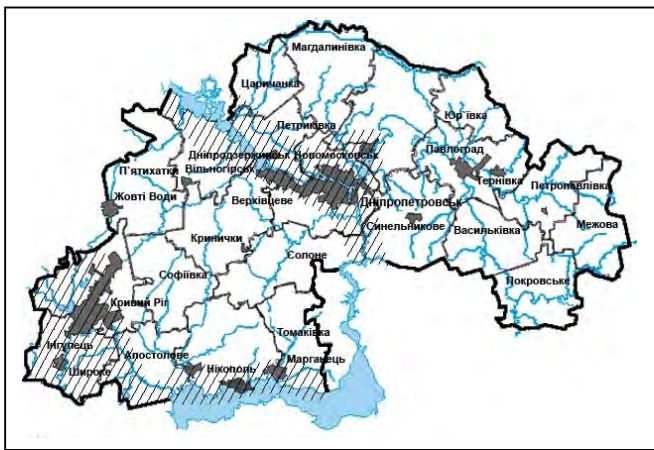 Магдалинівка
Царичанка
Юр'ївка
Петриківка
Павлоград
Дніпродзержинськ
Новомосковськ
П'ятихатки
Вільногірськ
Тернівка
Петропавлівка
Жовті Води
Верхівцеве
Дніпропетровськ
Синельникове
Васильківка
Межова
Кринички
Солоне
Софіївка
Покровське
Кривий Ріг
Томаківка
Інгулець
Апостолове
Марганець
Широке
Нікополь